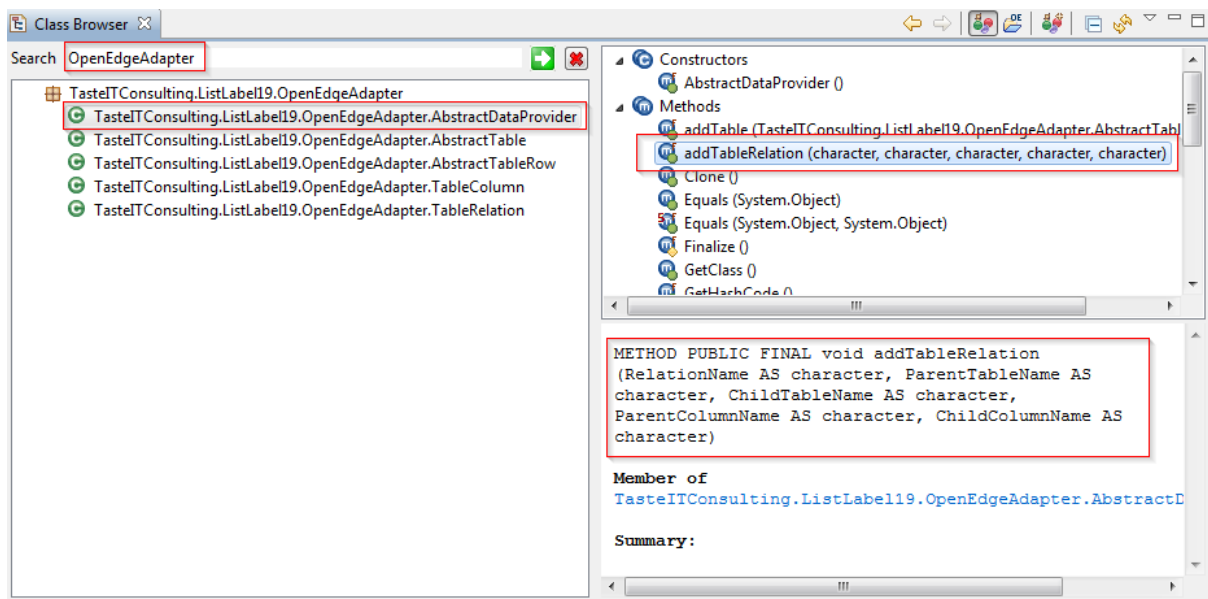 Class Browser
OE
Search OpenEdgeAdapter
TasteITConsulting.ListLabel19.OpenEdgeAdapter
TasteITConsulting.ListLabel19.OpenEdgeAdapter.AbstractDataProvider
TasteITConsulting.ListLabel19.OpenEdgeAdapter.AbstractTable
TasteITConsulting.ListLabel19.OpenEdgeAdapter.AbstractTableRow
TasteITConsulting.ListLabel19.OpenEdgeAdapter.TableColumn
TasteITConsulting.ListLabel19.OpenEdgeAdapter.TableRelation
Constructors
AbstractDataProvider ()
Methods
addTable (TasteITConsulting.ListLabel19.OpenEdgeAdapter.AbstractTabl
addTableRelation (character, character, character, character, character)
Clone ()
Equals (System.Object)
Equals (System.Object, System.Object)
Finalize ()
GetClass ()
GetHashCode ()
METHOD PUBLIC FINAL void addTableRelation
(RelationName AS character, ParentTableName AS
character, ChildTableName AS character,
ParentColumnName AS character, ChildColumnName AS
character)
Member of
TasteITConsulting.ListLabel19.OpenEdgeAdapter.AbstractD
Summary: